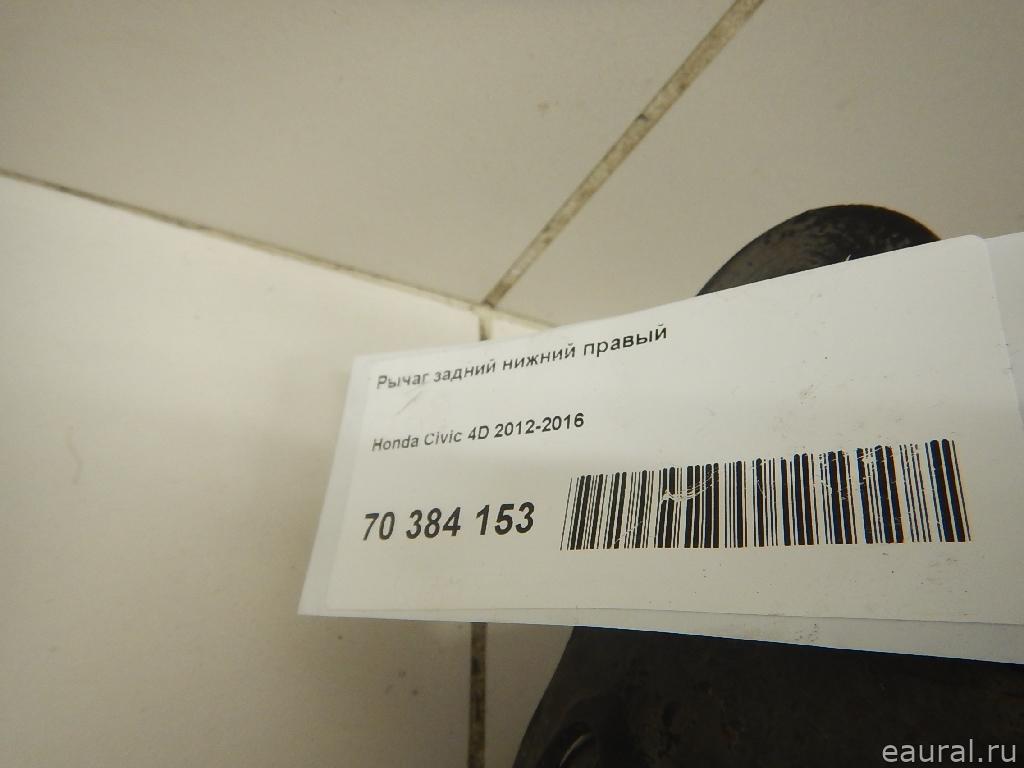 Рычаг задний нижний правый
Honda Civic 4D 2012-2016
70 384 153
eaural.ru